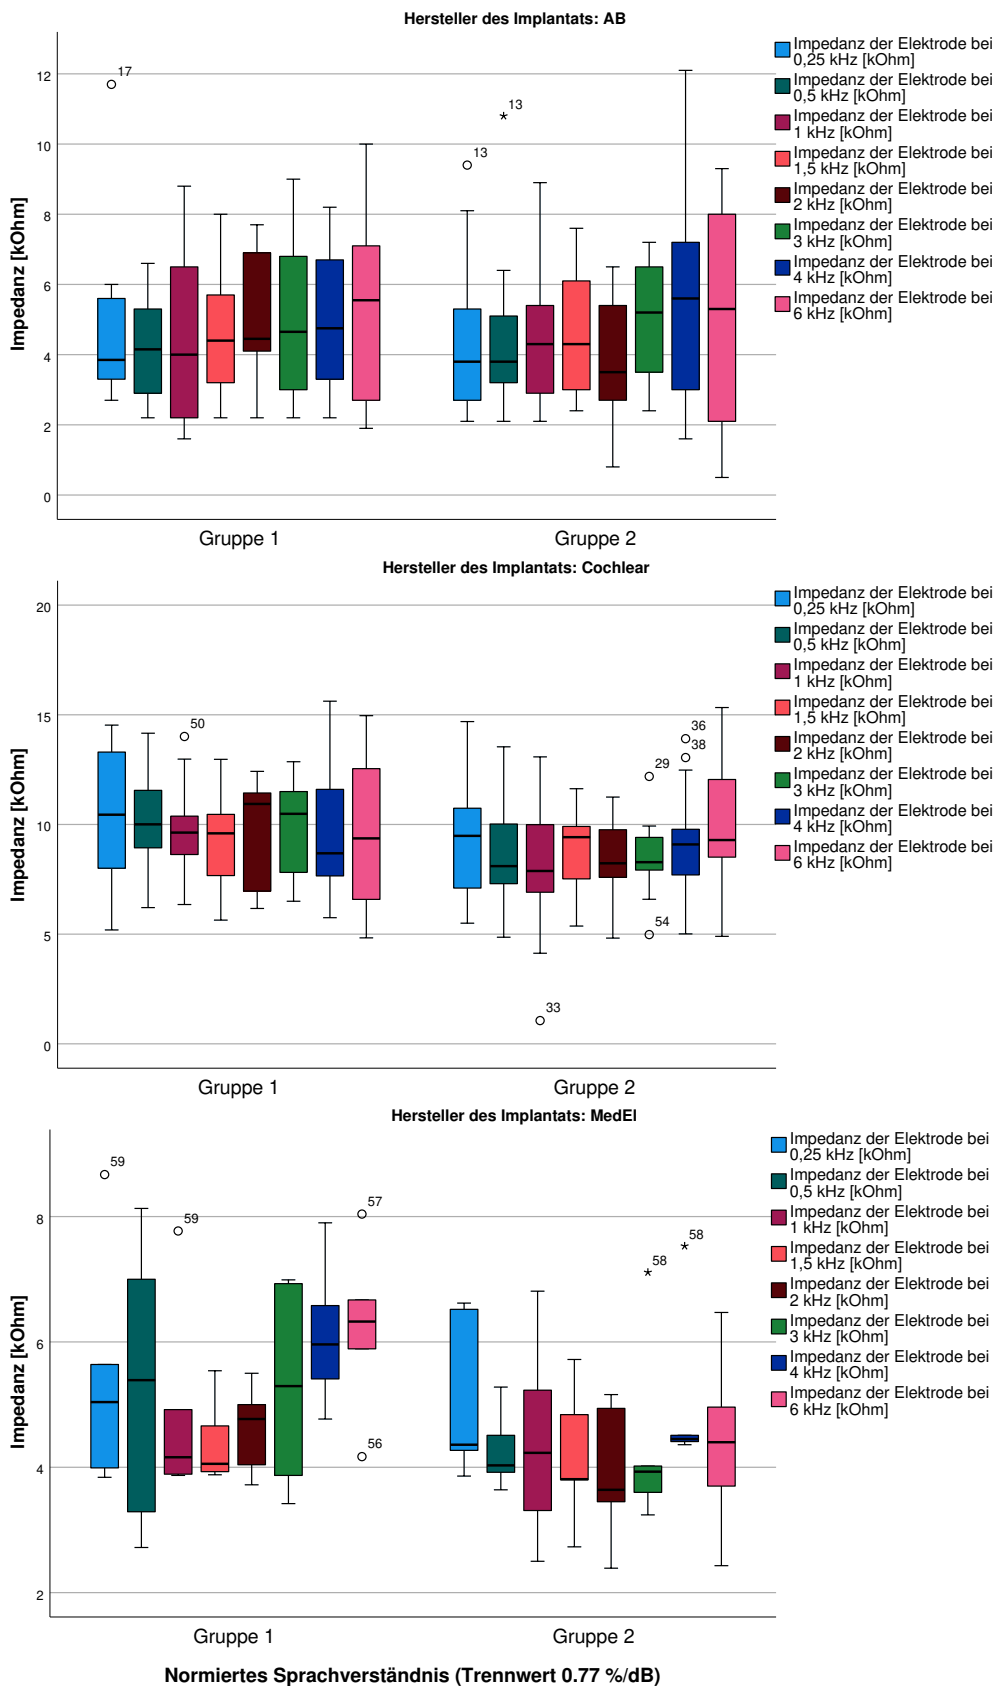 Hersteller des Implantats: AB
Impedanz [kOhm]
12
10
8
6
4
2
0
17
13
13
Gruppe 1
Gruppe 2
Impedanz der Elektrode bei
0,25 kHz [kOhm]
Impedanz der Elektrode bei
0,5 kHz [kOhm]
Impedanz der Elektrode bei
1 kHz [kOhm]
Impedanz der Elektrode bei
1,5 kHz [kOhm]
Impedanz der Elektrode bei
2 kHz [kOhm]
Impedanz der Elektrode bei
3 kHz [kOhm]
Impedanz der Elektrode bei
4 kHz [kOhm]
Impedanz der Elektrode bei
6 kHz [kOhm]
Hersteller des Implantats: Cochlear
Impedanz [kOhm]
20
15
10
5
0
50
33
29
54
36
38
Gruppe 1
Gruppe 2
Impedanz der Elektrode bei
0,25 kHz [kOhm]
Impedanz der Elektrode bei
0,5 kHz [kOhm]
Impedanz der Elektrode bei
1 kHz [kOhm]
Impedanz der Elektrode bei
1,5 kHz [kOhm]
Impedanz der Elektrode bei
2 kHz [kOhm]
Impedanz der Elektrode bei
3 kHz [kOhm]
Impedanz der Elektrode bei
4 kHz [kOhm]
Impedanz der Elektrode bei
6 kHz [kOhm]
Hersteller des Implantats: MedEl
Impedanz [kOhm]
8
6
4
2
59
59
57
56
58
58
Gruppe 1
Gruppe 2
Impedanz der Elektrode bei
0,25 kHz [kOhm]
Impedanz der Elektrode bei
0,5 kHz [kOhm]
Impedanz der Elektrode bei
1 kHz [kOhm]
Impedanz der Elektrode bei
1,5 kHz [kOhm]
Impedanz der Elektrode bei
2 kHz [kOhm]
Impedanz der Elektrode bei
3 kHz [kOhm]
Impedanz der Elektrode bei
4 kHz [kOhm]
Impedanz der Elektrode bei
6 kHz [kOhm]
Normiertes Sprachverständnis (Trennwert 0.77 %/dB)